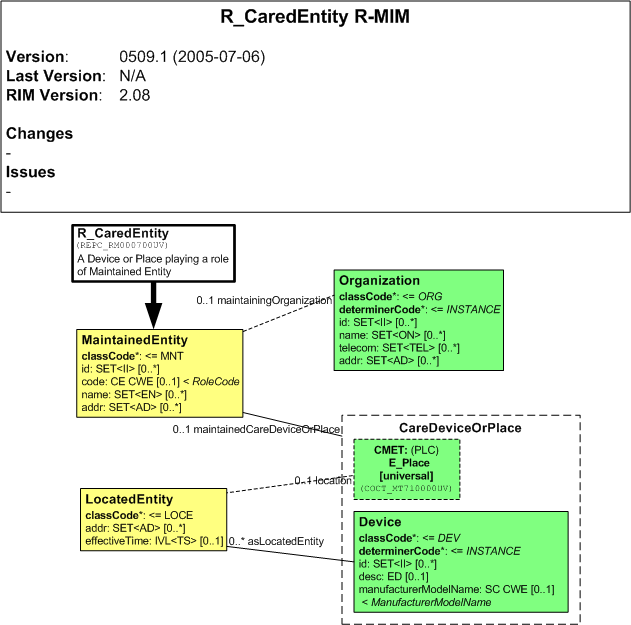 R_CaredEntity R-MIM
Version: 0509.1 (2005-07-06)
Last Version: N/A
RIM Version: 2.08
Changes
-
Issues
-
R_CaredEntity
(REPC_RM000700UV)
A Device or Place playing a role
of Maintained Entity
0..1 maintainingOrganization
Organization
classCode*: <= ORG
determinerCode*: <= INSTANCE
id: SET<II> [0..*]
name: SET<ON> [0..*]
telecom: SET<TEL> [0..*]
addr: SET<AD> [0..*]
MaintainedEntity
classCode*: <= MNT
id: SET<II> [0..*]
code: CE CWE [0..1] < RoleCode
name: SET<EN> [0..*]
addr: SET<AD> [0..*]
0..1 maintainedCareDeviceOrPlace
CareDeviceOrPlace
CMET: (PLC)
E_Place
[universal]
(COCT_MT710000UV)
0..1 location
LocatedEntity
classCode*: <= LOCE
addr: SET<AD> [0..*]
effectiveTime: IVL<TS> [0..1]
0..* asLocatedEntity
Device
classCode*: <= DEV
determinerCode*: <= INSTANCE
id: SET<II> [0..*]
desc: ED [0..1]
manufacturerModelName: SC CWE [0..1]
< ManufacturerModelName